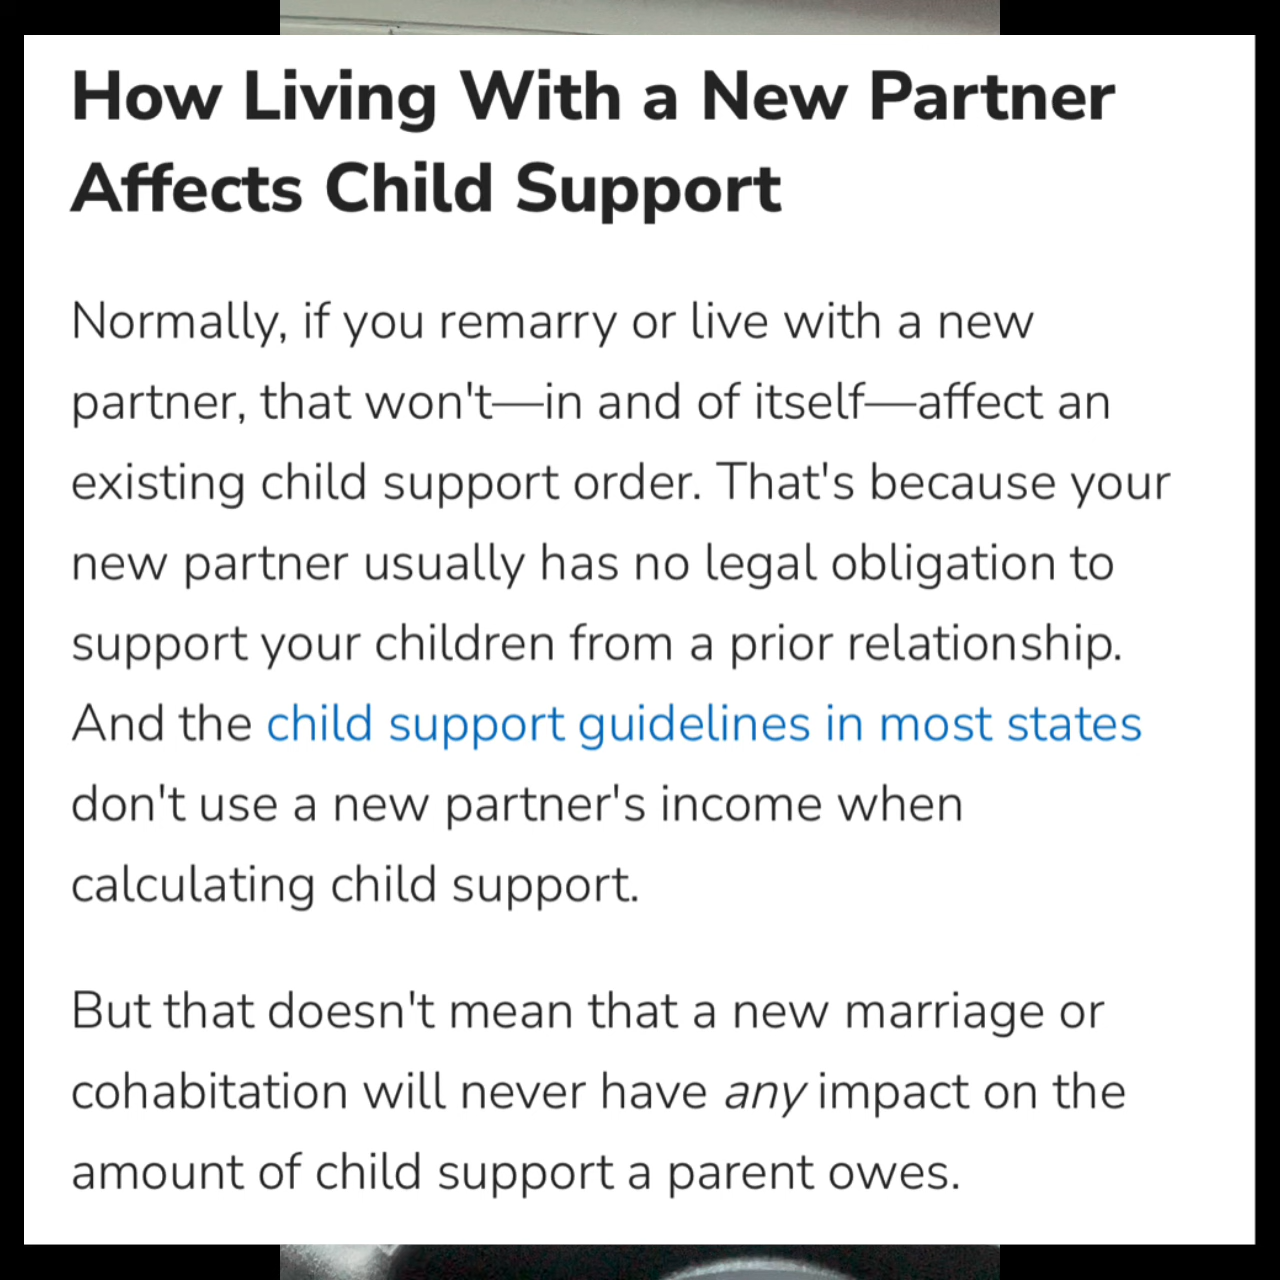 How Living With a New Partner
Affects Child Support
Normally, if you remarry or live with a new
partner, that won't—in and of itself—affect an
existing child support order. That's because your
new partner usually has no legal obligation to
support your children from a prior relationship.
And the child support guidelines in most states
don't use a new partner's income when
calculating child support.
But that doesn't mean that a new marriage or
cohabitation will never have any impact on the
amount of child support a parent owes.